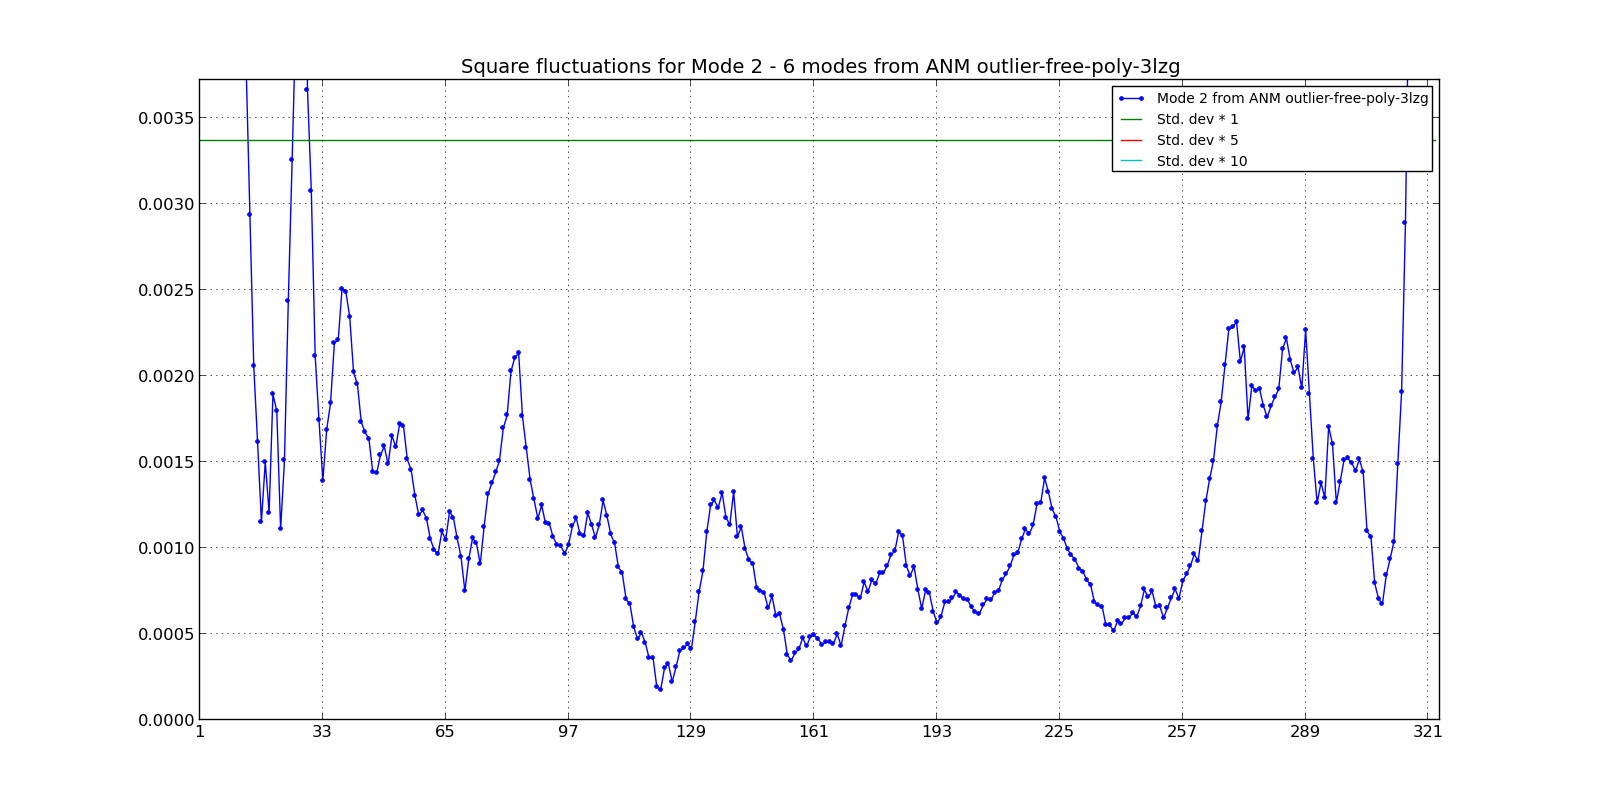 Square fluctuations for Mode 2 - 6 modes from ANM outlier-free-poly-3lzg
Mode 2 from ANM outlier-free-poly-3lzg
Std. dev * 1
Std. dev * 5
Std. dev * 10
0.0035
0.0030
0.0025
0.0020
0.0015
0.0010
0.0005
0.0000
1 33 65 97 129 161 193 225 257 289 321